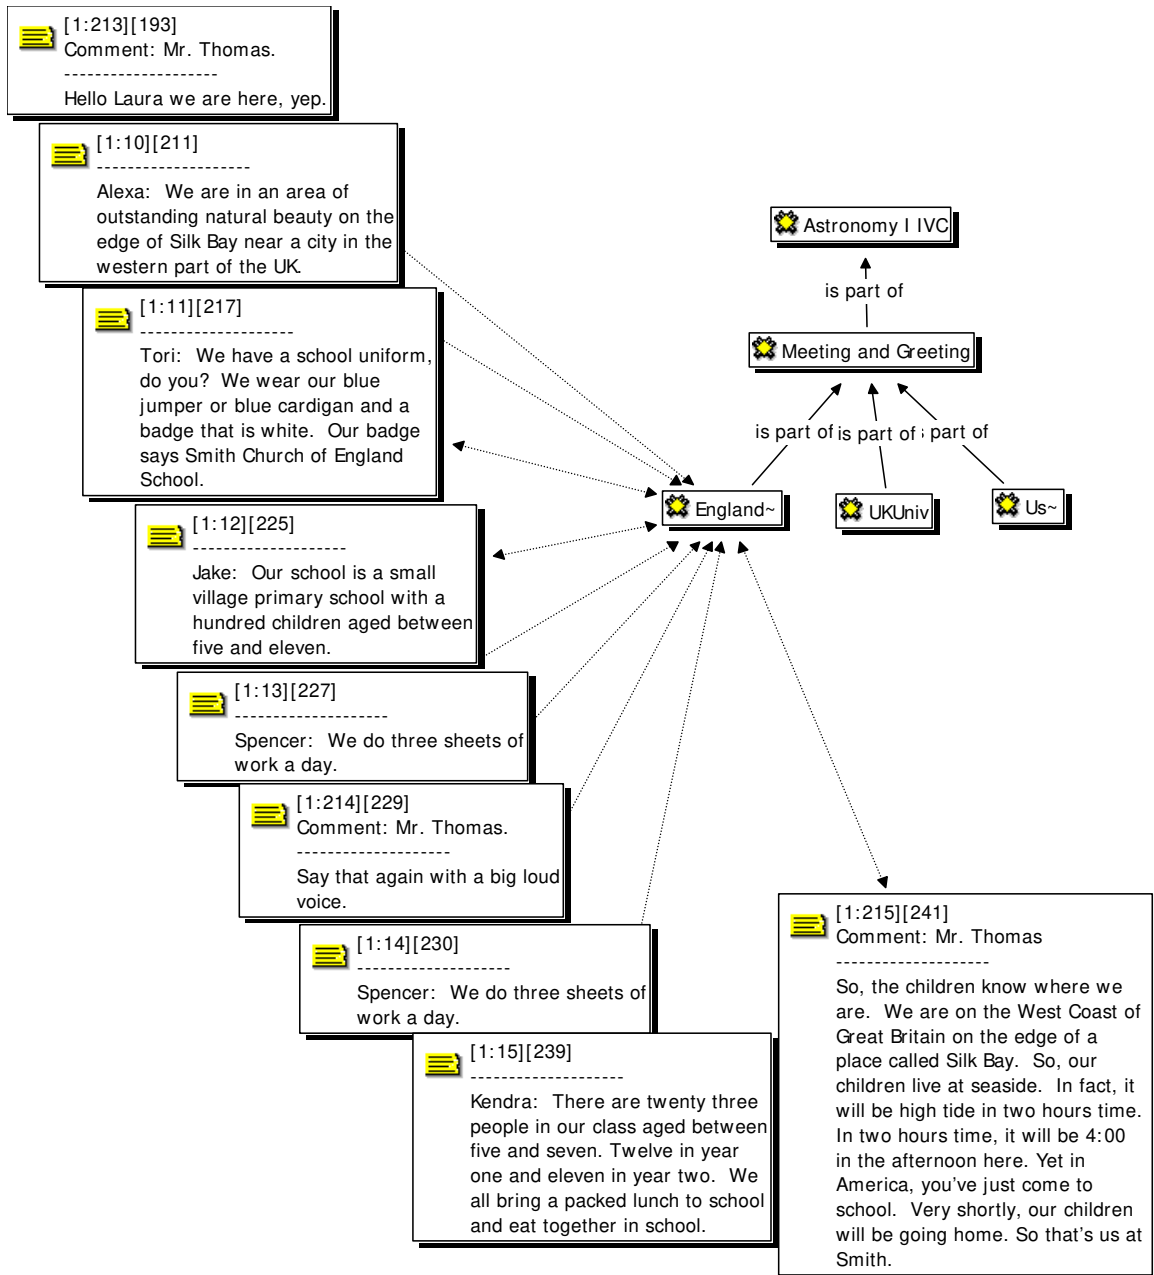 [1:213][193]
Comment: Mr. Thomas.
--------------------
Hello Laura we are here, yep.
[1:10][211]
--------------------
Alexa:  We are in an area of
outstanding natural beauty on the
edge of Silk Bay near a city in the
western part of the UK.
[1:11][217]
--------------------
Tori:  We have a school uniform,
do you?  We wear our blue
jumper or blue cardigan and a
badge that is white.  Our badge
says Smith Church of England
School.
[1:12][225]
--------------------
Jake:  Our school is a small
village primary school with a
hundred children aged between
five and eleven.
[1:13][227]
--------------------
Spencer:  We do three sheets of
work a day.
[1:214][229]
Comment: Mr. Thomas.
--------------------
Say that again with a big loud
voice.
[1:14][230]
--------------------
Spencer:  We do three sheets of
work a day.
[1:15][239]
--------------------
Kendra:  There are twenty three
people in our class aged between
five and seven. Twelve in year
one and eleven in year two.  We
all bring a packed lunch to school
and eat together in school.
Astronomy I IVC
is part of
Meeting and Greeting
is part of
is part of
part of
England~
UKUniv
Us~
[1:215][241]
Comment: Mr. Thomas
--------------------
So, the children know where we
are.  We are on the West Coast of
Great Britain on the edge of a
place called Silk Bay.  So, our
children live at seaside.  In fact, it
will be high tide in two hours time.
In two hours time, it will be 4:00
in the afternoon here. Yet in
America, you've just come to
school.  Very shortly, our children
will be going home. So that's us at
Smith.